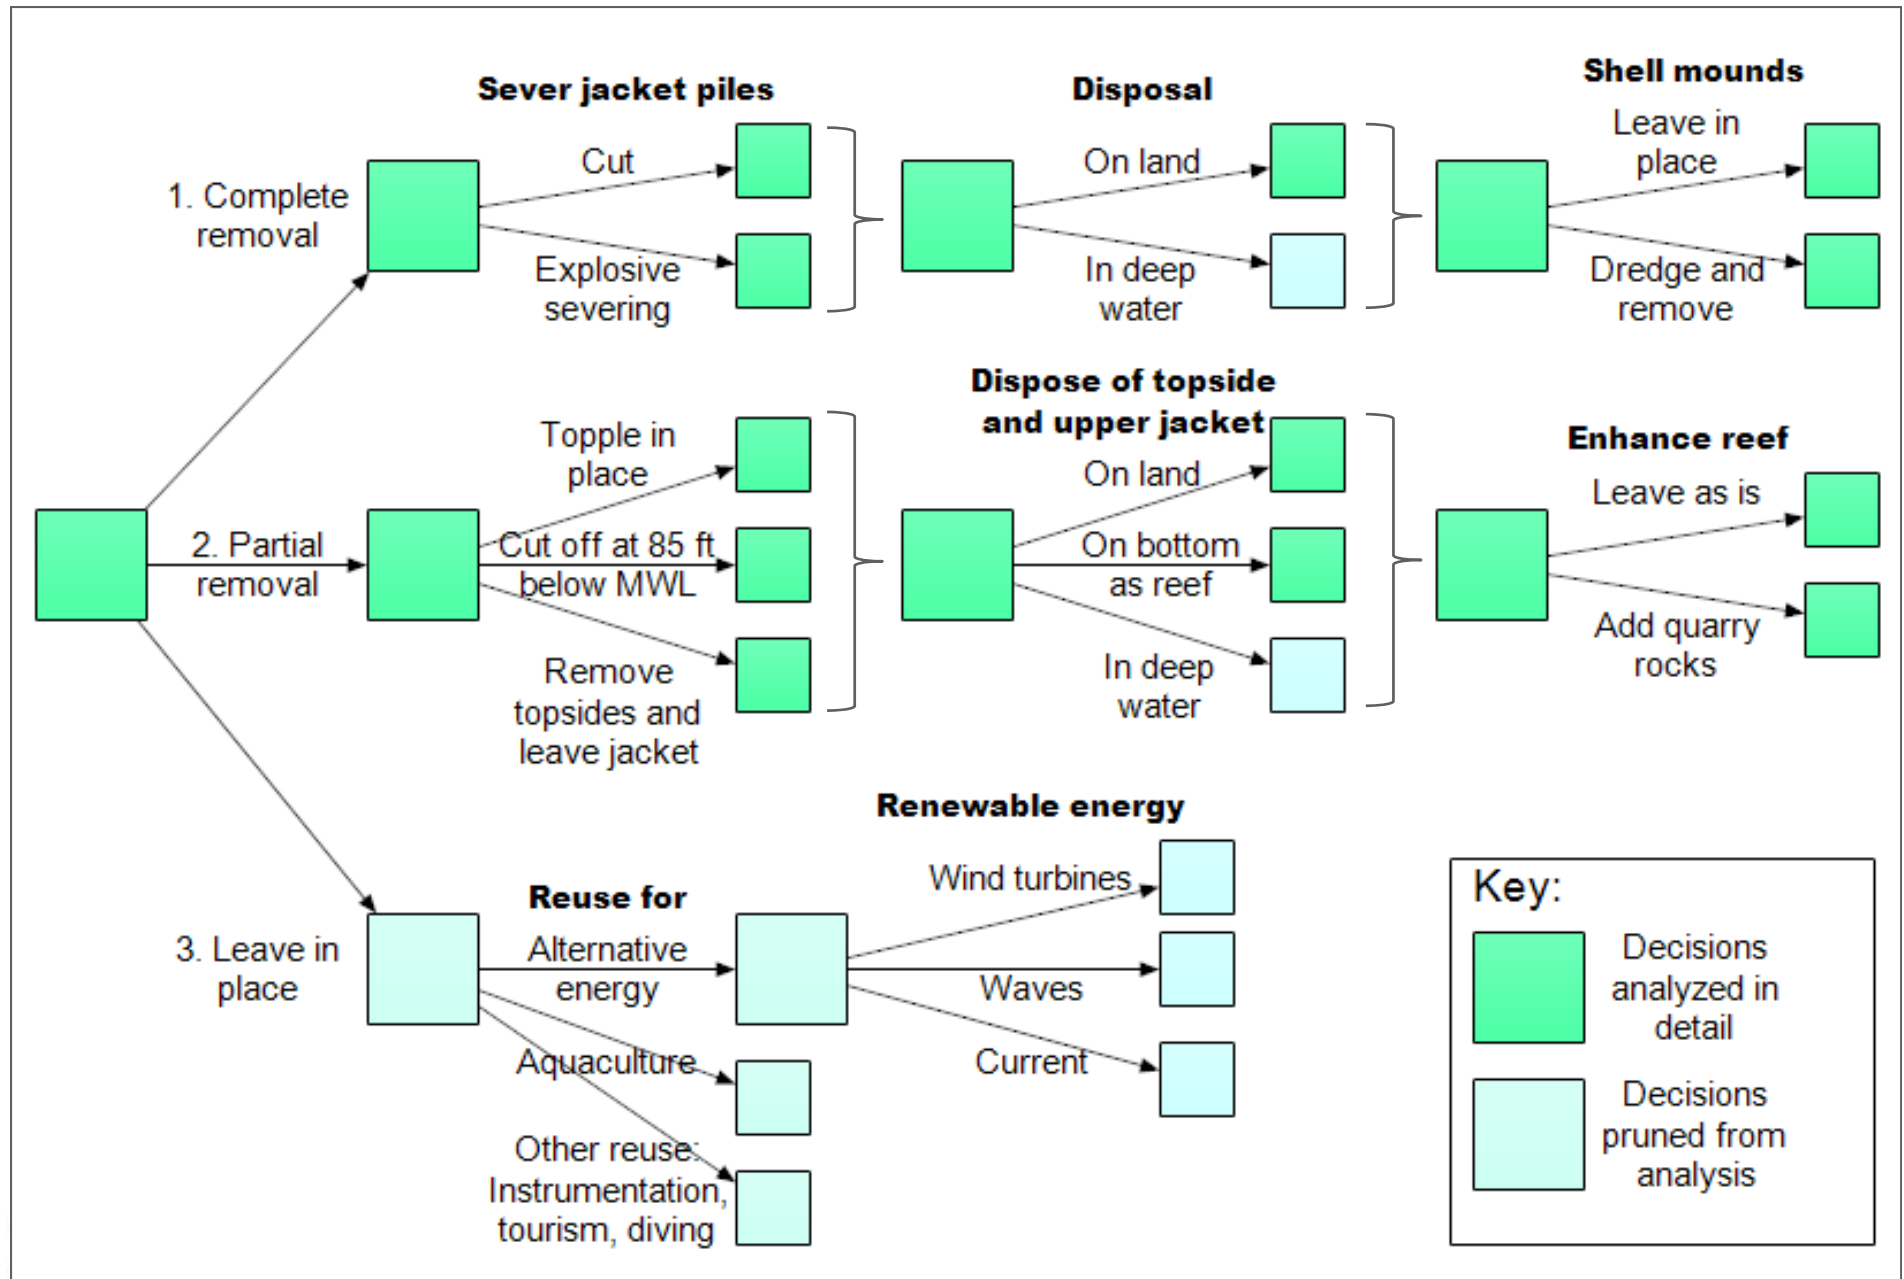 Sever jacket piles
Disposal
Shell mounds
1. Complete
removal
Cut
Explosive
severing
On land
In deep
water
Leave in
place
Dredge and
remove
Dispose of topside
and upper jacket
Enhance reef
2. Partial
removal
Topple in
place
Cut off at 85 ft
below MWL
Remove
topsides and
leave jacket
On land
On bottom
as reef
In deep
water
Leave as is
Add quarry
rocks
Renewable energy
Reuse for
3. Leave in
place
Alternative
energy
Aquaculture
Other reuse:
Instrumentation,
tourism, diving
Wind turbines
Waves
Current
Key:
Decisions
analyzed in
detail
Decisions
pruned from
analysis